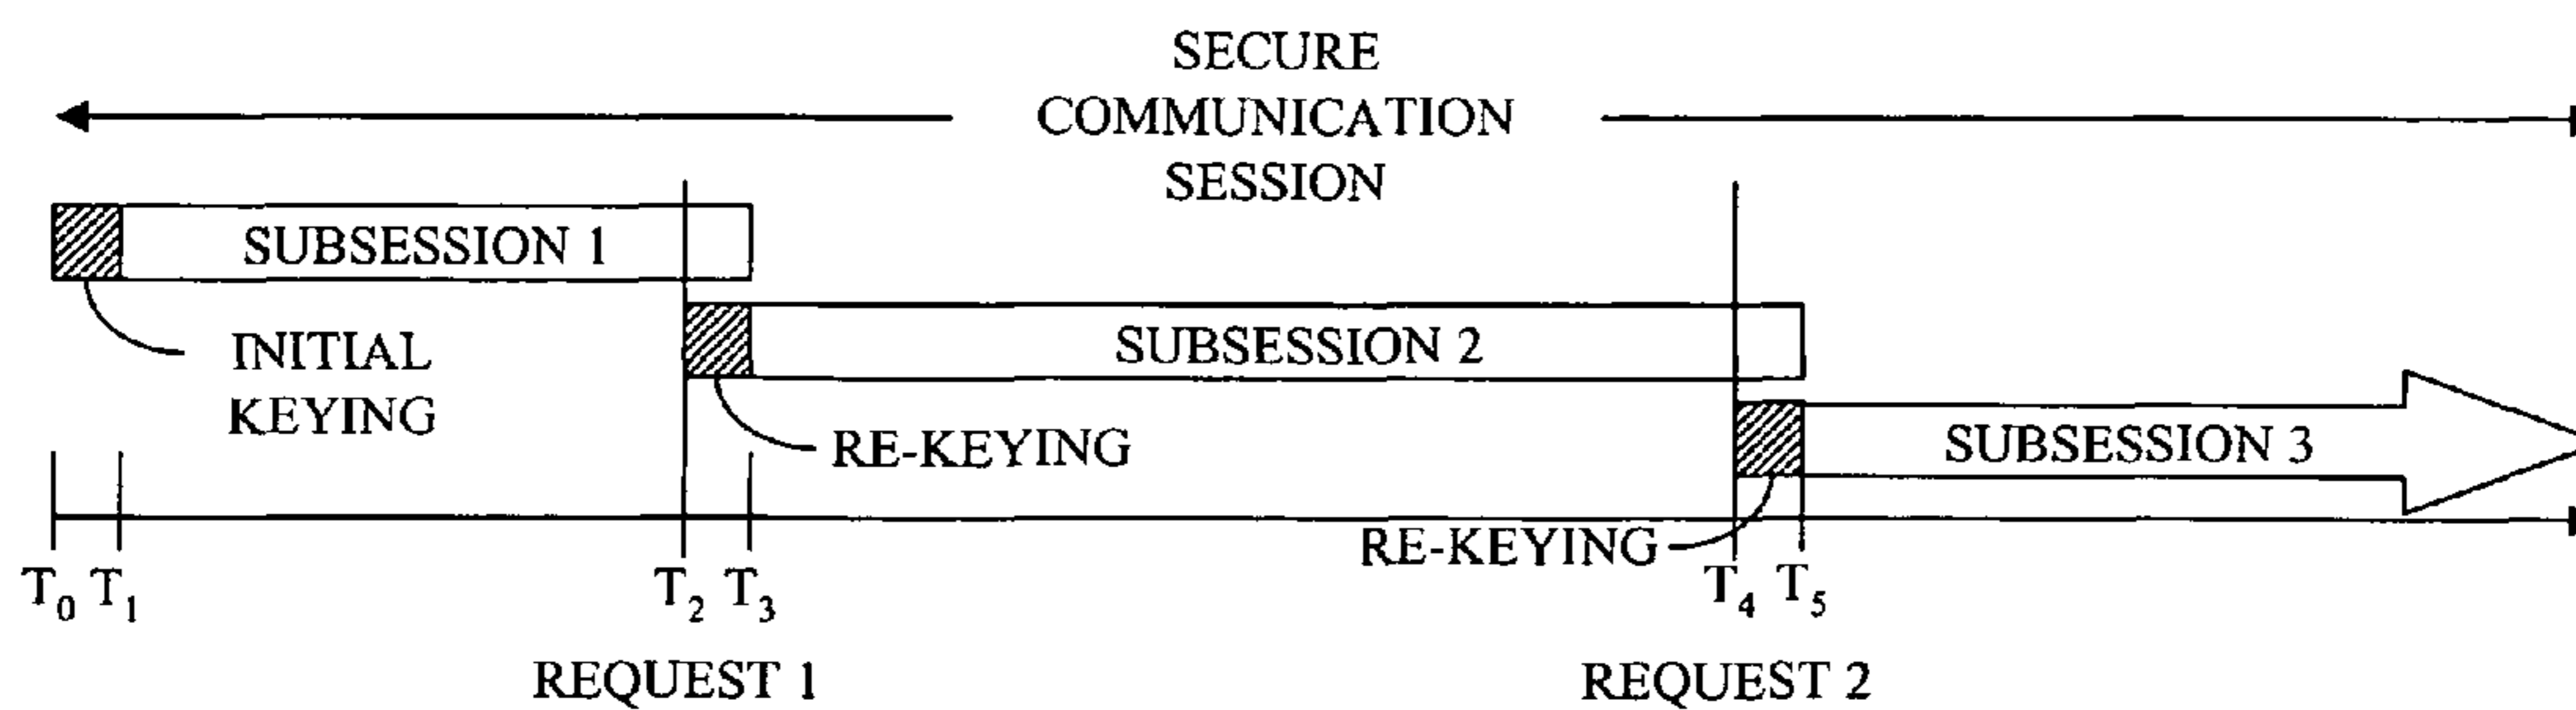 SECURE
COMMUNICATION
SESSION
SUBSESSION 1
INITIAL
KEYING
SUBSESSION 2
RE-KEYING
SUBSESSION 3
RE-KEYING
T0 T1 T2 T3 T4 T5
REQUEST 1 REQUEST 2